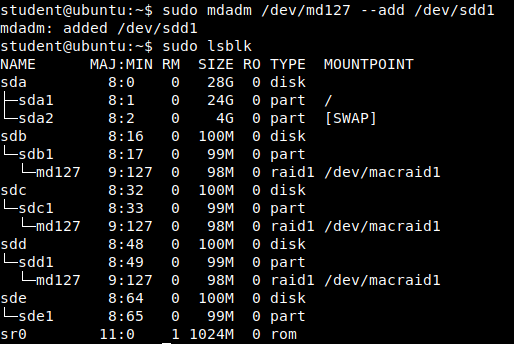 student@ubuntu:~$ sudo mdadm /dev/md127 --add /dev/sdd1
mdadm: added /dev/sdd1
student@ubuntu:~$ sudo lsblk
NAME      MAJ:MIN RM  SIZE RO TYPE  MOUNTPOINT
sda         8:0    0   28G  0 disk
├─sda1      8:1    0   24G  0 part  /
└─sda2      8:2    0    4G  0 part  [SWAP]
sdb         8:16   0  100M  0 disk
└─sdb1      8:17   0   99M  0 part
  └─md127   9:127  0   98M  0 raid1 /dev/macraid1
sdc         8:32   0  100M  0 disk
└─sdc1      8:33   0   99M  0 part
  └─md127   9:127  0   98M  0 raid1 /dev/macraid1
sdd         8:48   0  100M  0 disk
└─sdd1      8:49   0   99M  0 part
  └─md127   9:127  0   98M  0 raid1 /dev/macraid1
sde         8:64   0  100M  0 disk
└─sde1      8:65   0   99M  0 part
sr0        11:0    1 1024M  0 rom